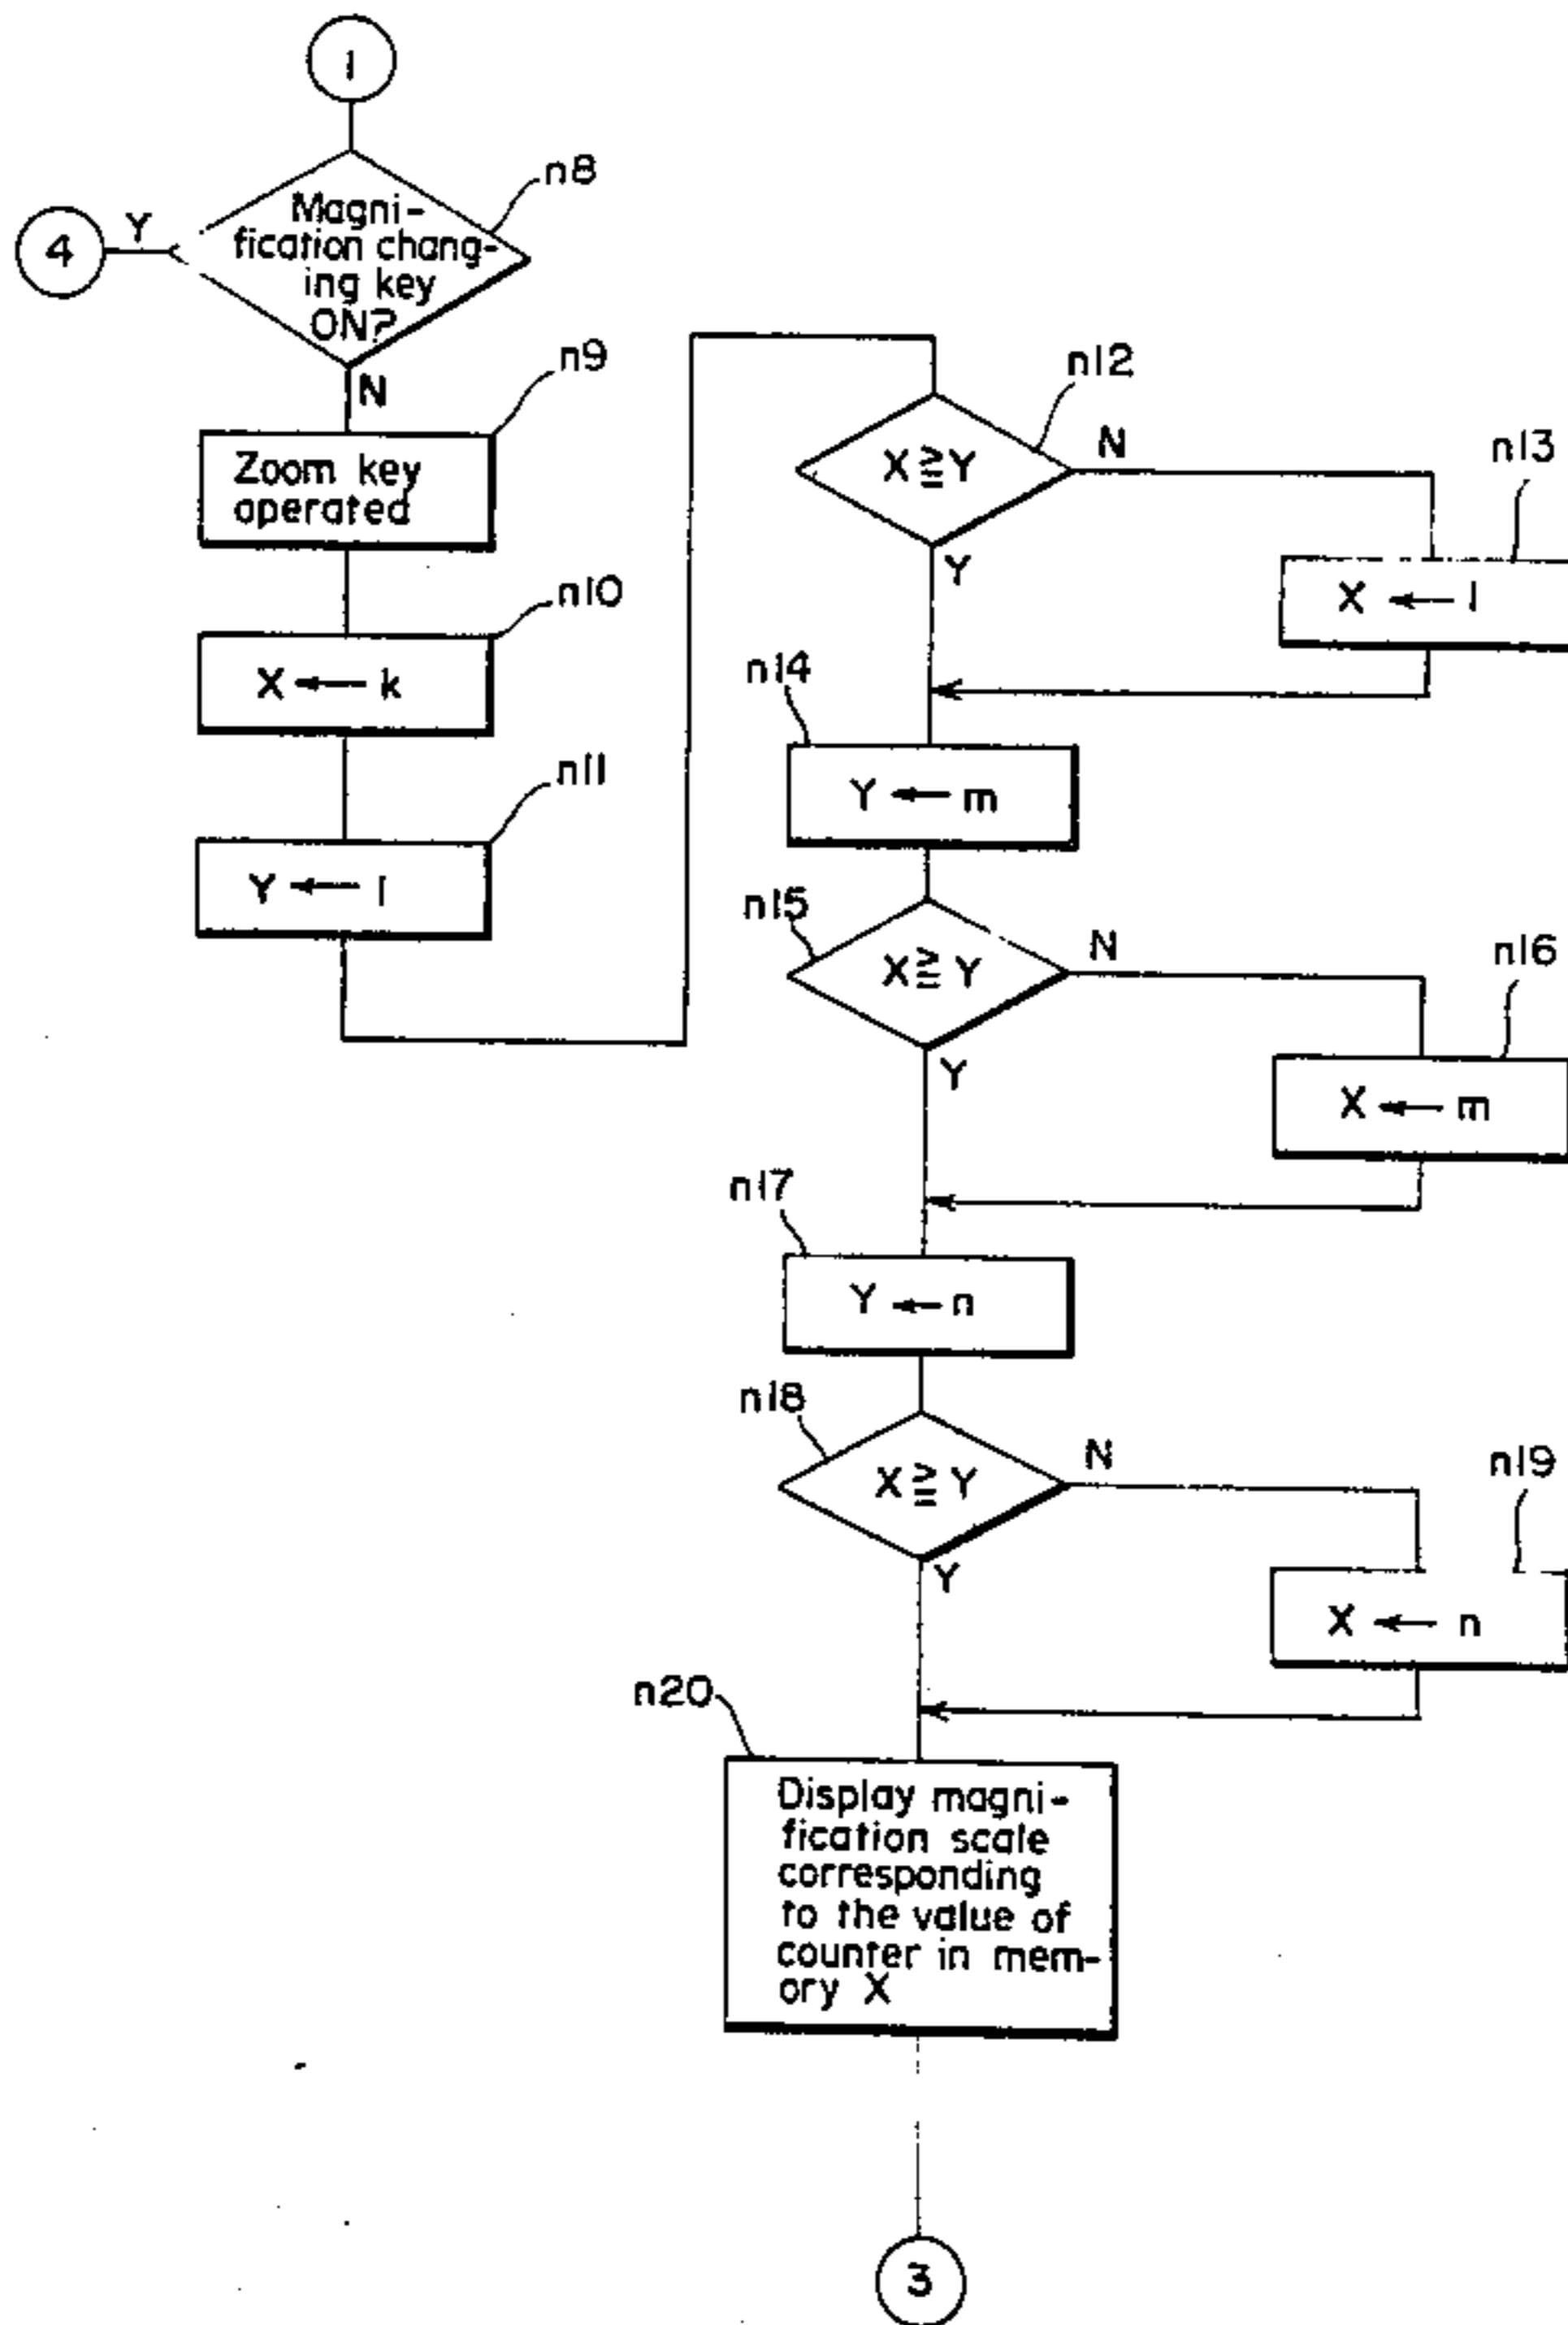 1
n8
Magni-
fication chang-
ing key
ON?
Y
4
N
n9
Zoom key
operated
n10
X ← k
n11
Y ← l
n12
X ≧ Y
N
Y
n13
X ← l
n14
Y ← m
n15
X ≧ Y
N
Y
n16
X ← m
n17
Y ← n
n18
X ≧ Y
N
Y
n19
X ← n
n20
Display magni-
fication scale
corresponding
to the value of
counter in mem-
ory X
3